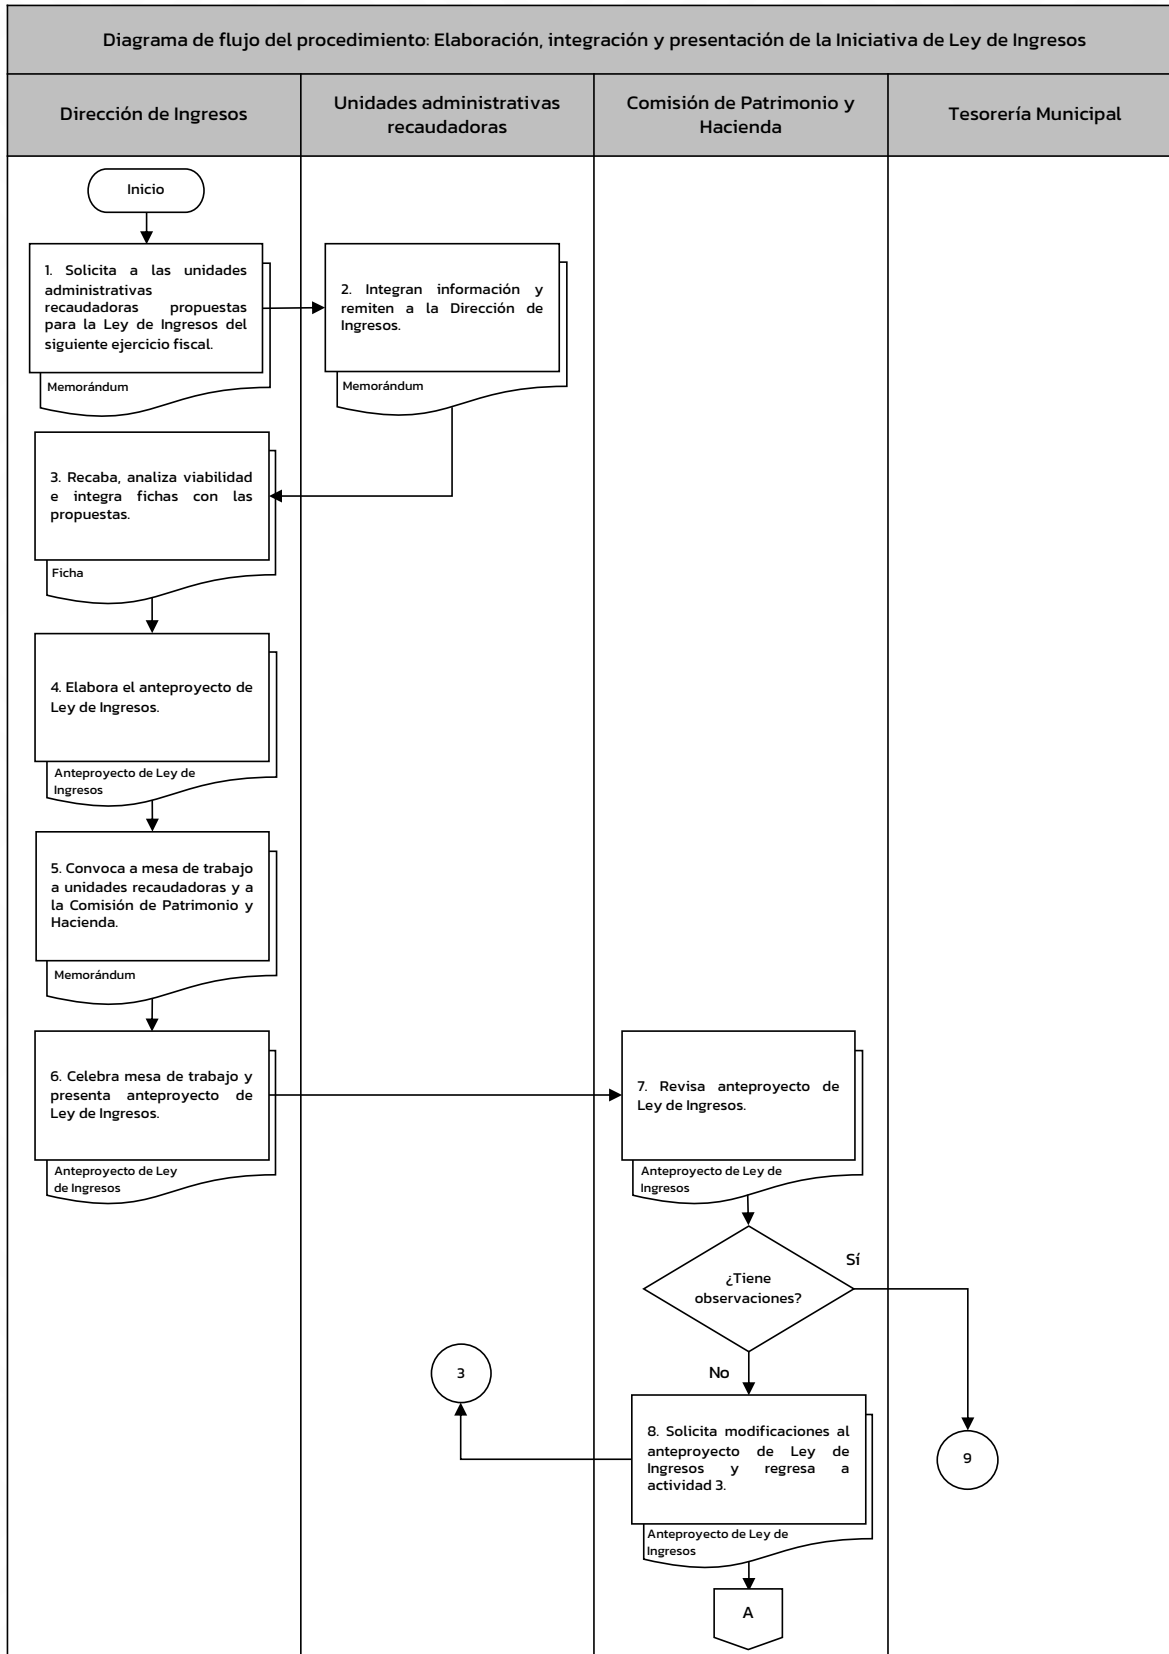 Diagrama de flujo del procedimiento: Elaboración, integración y presentación de la Iniciativa de Ley de Ingresos
Dirección de Ingresos
Unidades administrativas
recaudadoras
Comisión de Patrimonio y
Hacienda
Tesorería Municipal
Inicio
1. Solicita a las unidades
administrativas
recaudadoras propuestas
para la Ley de Ingresos del
siguiente ejercicio fiscal.
Memorándum
2. Integran información y
remiten a la Dirección de
Ingresos.
Memorándum
3. Recaba, analiza viabilidad
e integra fichas con las
propuestas.
Ficha
4. Elabora el anteproyecto de
Ley de Ingresos.
Anteproyecto de Ley de
Ingresos
5. Convoca a mesa de trabajo
a unidades recaudadoras y a
la Comisión de Patrimonio y
Hacienda.
Memorándum
6. Celebra mesa de trabajo y
presenta anteproyecto de
Ley de Ingresos.
Anteproyecto de Ley
de Ingresos
7. Revisa anteproyecto de
Ley de Ingresos.
Anteproyecto de Ley de
Ingresos
¿Tiene
observaciones?
Sí
No
3
8. Solicita modificaciones al
anteproyecto de Ley de
Ingresos y regresa a
actividad 3.
Anteproyecto de Ley de
Ingresos
9
A